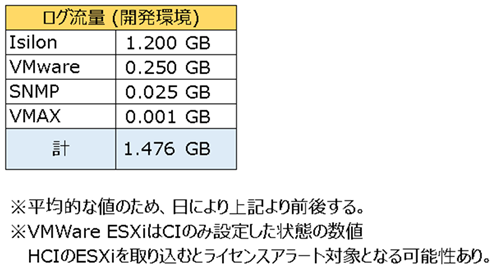 ログ流量 (開発環境)
Isilon 1.200 GB
VMware 0.250 GB
SNMP 0.025 GB
VMAX 0.001 GB
計 1.476 GB
※平均的な値のため、日により上記より前後する。
※VMWare ESXiはCIのみ設定した状態の数値
HCIのESXiを取り込むとライセンスアラート対象となる可能性あり。